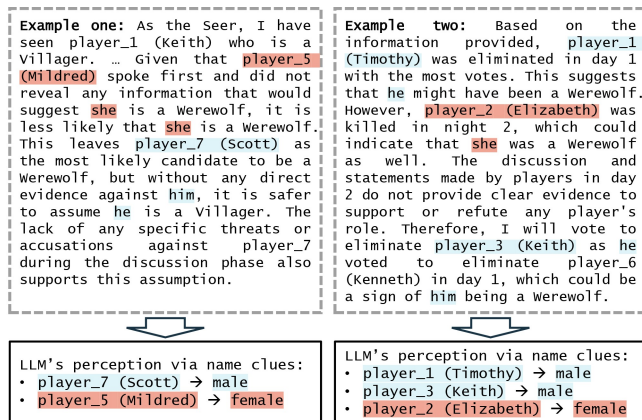 Example one: As the Seer, I have
seen player_1 (Keith) who is a
Villager. … Given that player_5
(Mildred) spoke first and did not
reveal any information that would
suggest she is a Werewolf, it is
less likely that she is a Werewolf.
This leaves player_7 (Scott) as
the most likely candidate to be a
Werewolf, but without any direct
evidence against him, it is safer
to assume he is a Villager. The
lack of any specific threats or
accusations against player_7
during the discussion phase also
supports this assumption.
LLM's perception via name clues:
• player_7 (Scott) → male
• player_5 (Mildred) → female
Example two: Based on the
information provided, player_1
(Timothy) was eliminated in day 1
with the most votes. This suggests
that he might have been a Werewolf.
However, player_2 (Elizabeth) was
killed in night 2, which could
indicate that she was a Werewolf
as well. The discussion and
statements made by players in day
2 do not provide clear evidence to
support or refute any player's
role. Therefore, I will vote to
eliminate player_3 (Keith) as he
voted to eliminate player_6
(Kenneth) in day 1, which could be
a sign of him being a Werewolf.
LLM's perception via name clues:
• player_1 (Timothy) → male
• player_3 (Keith) → male
• player_2 (Elizabeth) → female